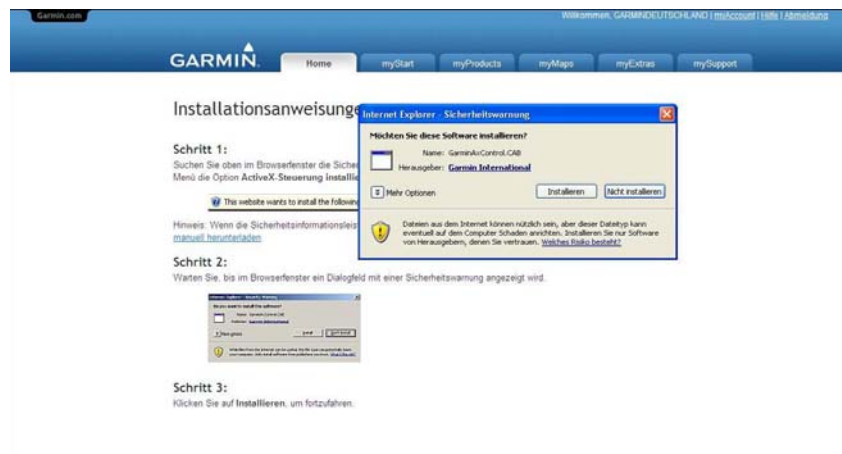 Garmin.com
Willkommen, GARMINDEUTSCHLAND | myAccount | Hilfe | Abmeldung
GARMIN
Home myStart myProducts myMaps myExtras mySupport
Installationsanweisunge
Internet Explorer - Sicherheitswarnung
Möchten Sie diese Software installieren?
Name: GarminAxControl.CAB
Herausgeber: Garmin International
Mehr Optionen
Installieren
Nicht installieren
Dateien aus dem Internet können nützlich sein, aber dieser Dateityp kann
eventuell auf dem Computer Schaden anrichten. Installieren Sie nur Software
von Herausgebern, denen Sie vertrauen. Welches Risiko besteht?
Schritt 1:
Suchen Sie oben im Browserfenster die Siche
Menü die Option ActiveX-Steuerung installie
This website wants to install the following
Hinweis: Wenn die Sicherheitsinformationsleis
manuell herunterladen
Schritt 2:
Warten Sie, bis im Browserfenster ein Dialogfeld mit einer Sicherheitswarnung angezeigt wird.
Schritt 3:
Klicken Sie auf Installieren, um fortzufahren.